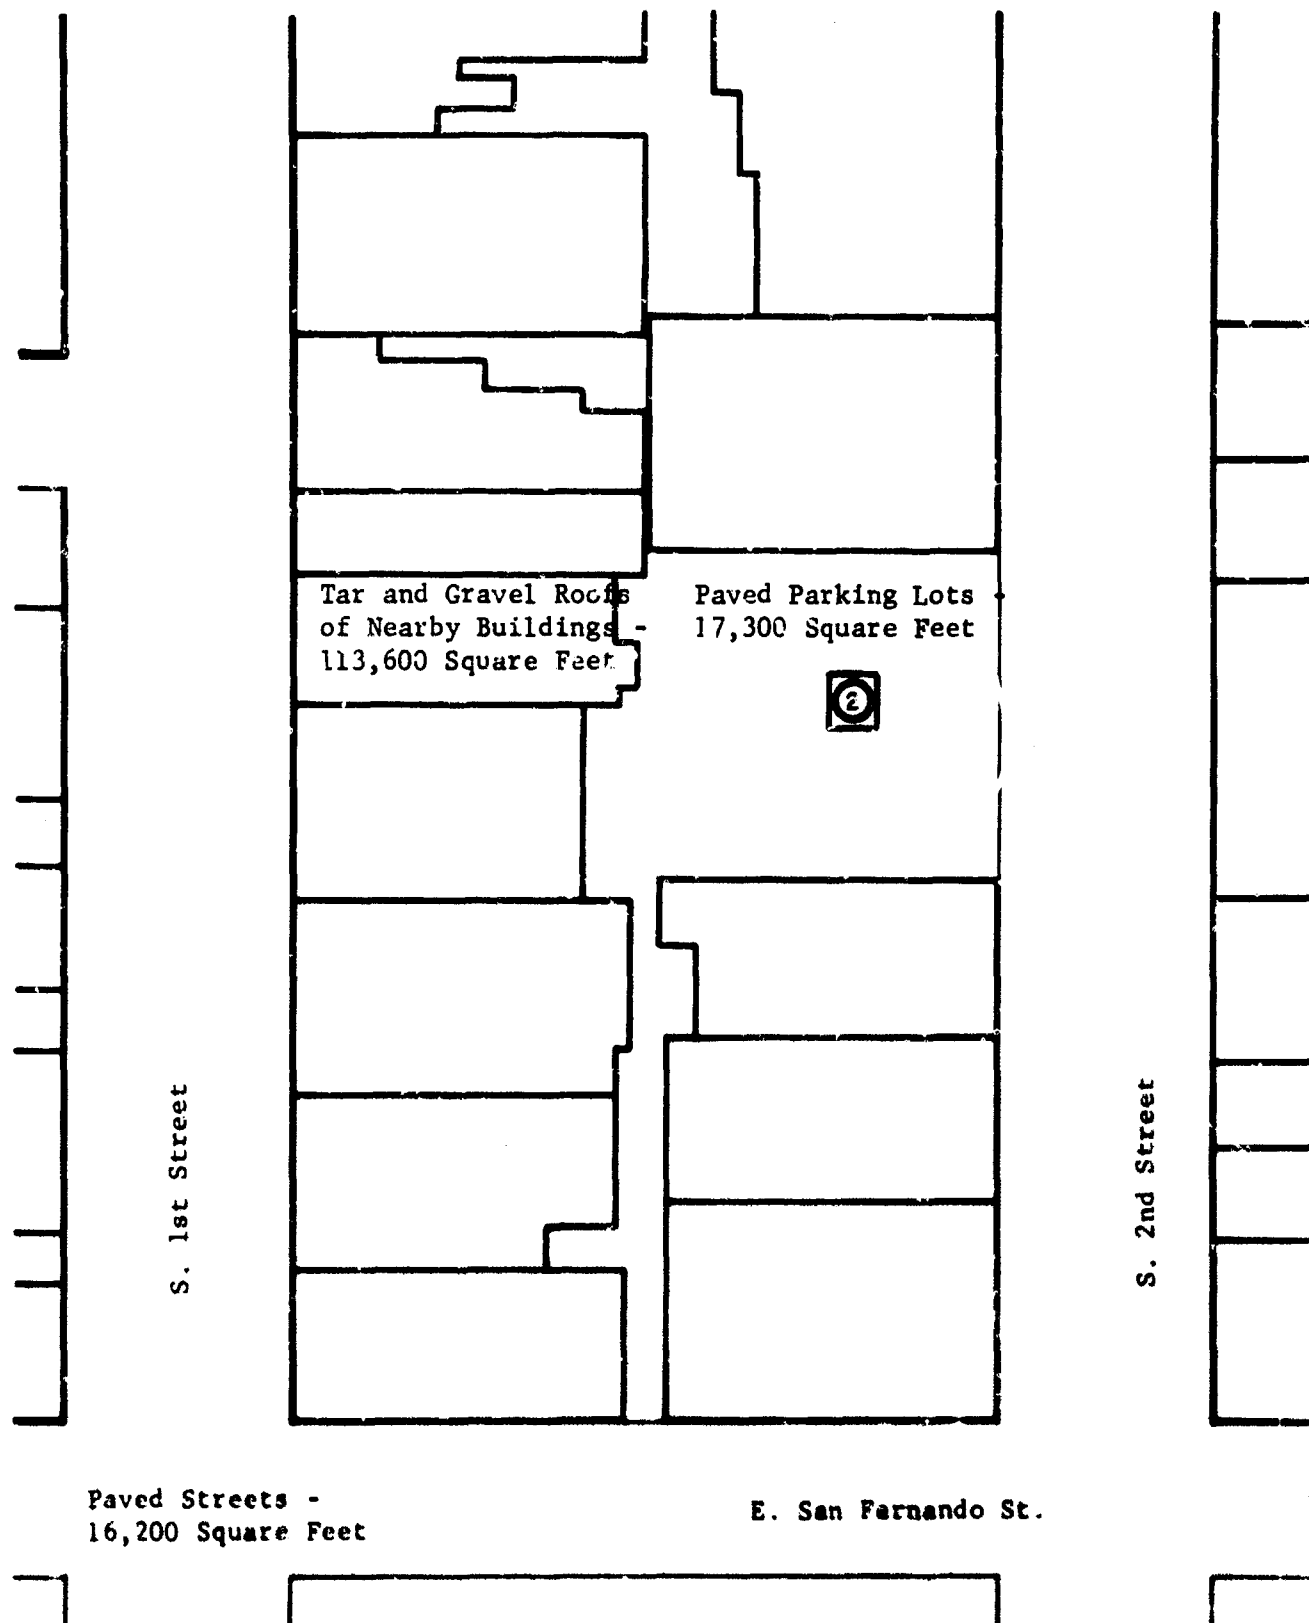 Tar and Gravel Roofs
of Nearby Buildings -
113,600 Square Feet
Paved Parking Lots -
17,300 Square Feet
2
S. 1st Street
S. 2nd Street
Paved Streets -
16,200 Square Feet
E. San Farnando St.